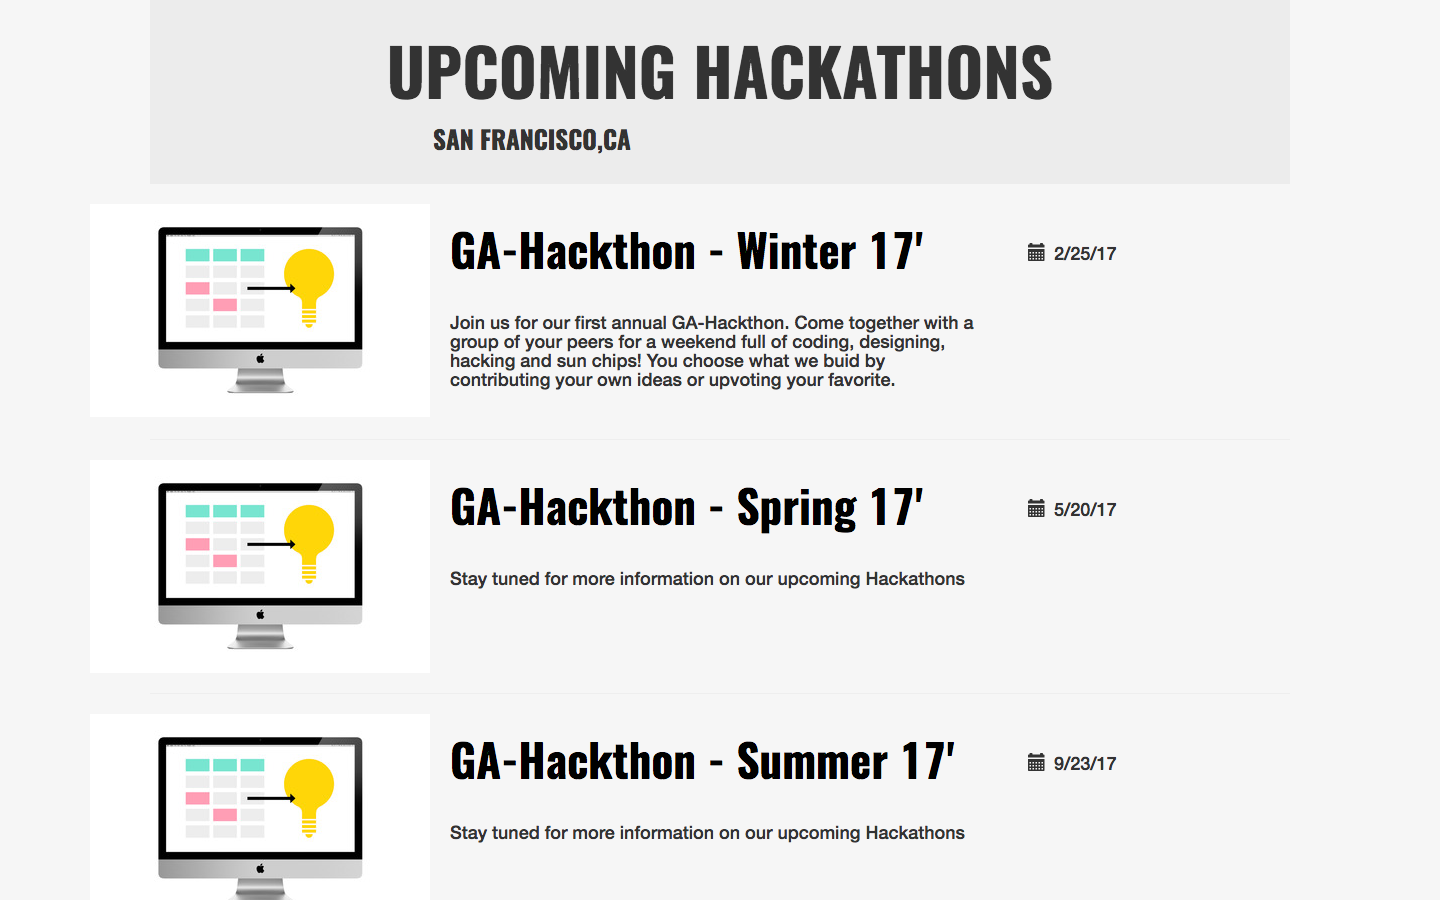 UPCOMING HACKATHONS
SAN FRANCISCO,CA
GA-Hackthon - Winter 17'
2/25/17
Join us for our first annual GA-Hackthon. Come together with a
group of your peers for a weekend full of coding, designing,
hacking and sun chips! You choose what we buid by
contributing your own ideas or upvoting your favorite.
GA-Hackthon - Spring 17'
5/20/17
Stay tuned for more information on our upcoming Hackathons
GA-Hackthon - Summer 17'
9/23/17
Stay tuned for more information on our upcoming Hackathons